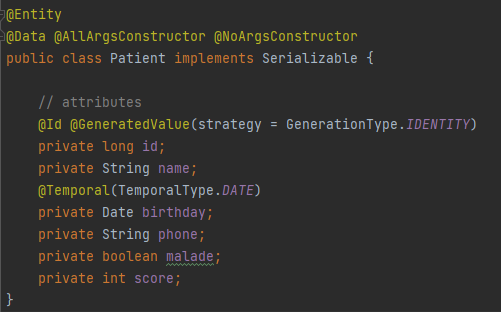 @Entity
@Data @AllArgsConstructor @NoArgsConstructor
public class Patient implements Serializable {
// attributes
@Id @GeneratedValue(strategy = GenerationType.IDENTITY)
private long id;
private String name;
@Temporal(TemporalType.DATE)
private Date birthday;
private String phone;
private boolean malade;
private int score;
}